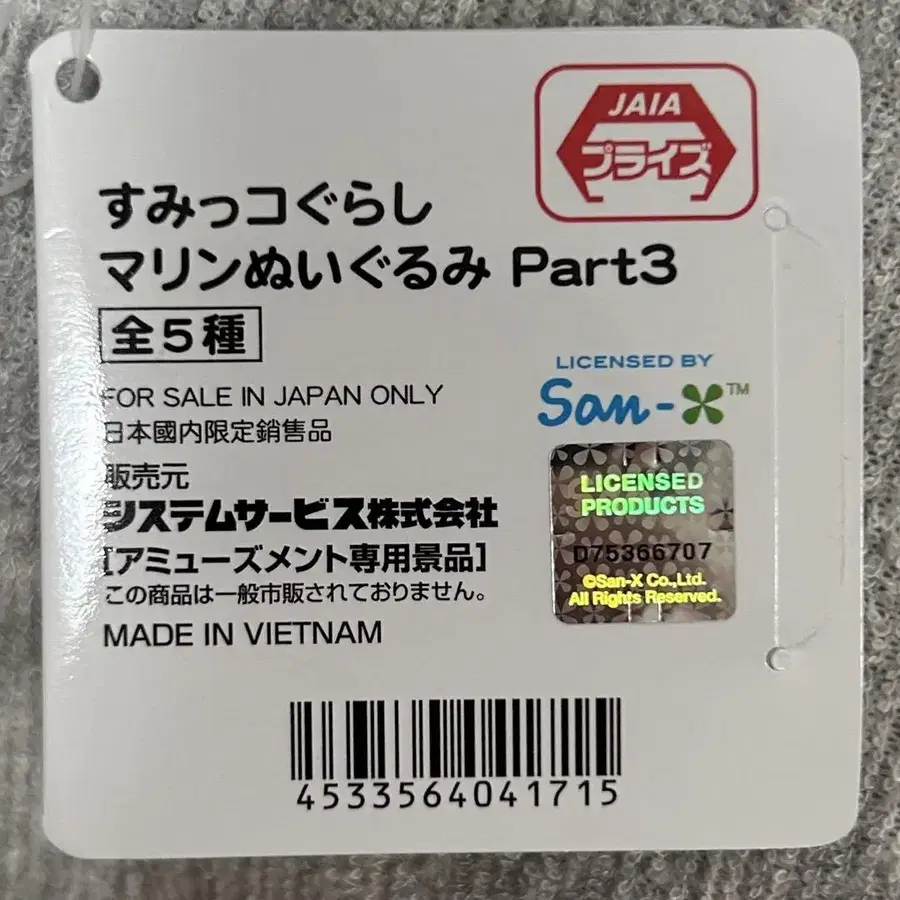 JAIA
プライズ
すみっコぐらし
マリンぬいぐるみ Part3
全5種
FOR SALE IN JAPAN ONLY
日本國内限定銷售品
販売元
システムサービス株式会社
[アミューズメント専用景品]
この商品は一般市販されておりません。
MADE IN VIETNAM
LICENSED BY
San-X™
LICENSED
PRODUCTS
D75366707
©San-X Co.,Ltd.
All Rights Reserved.
4533564041715